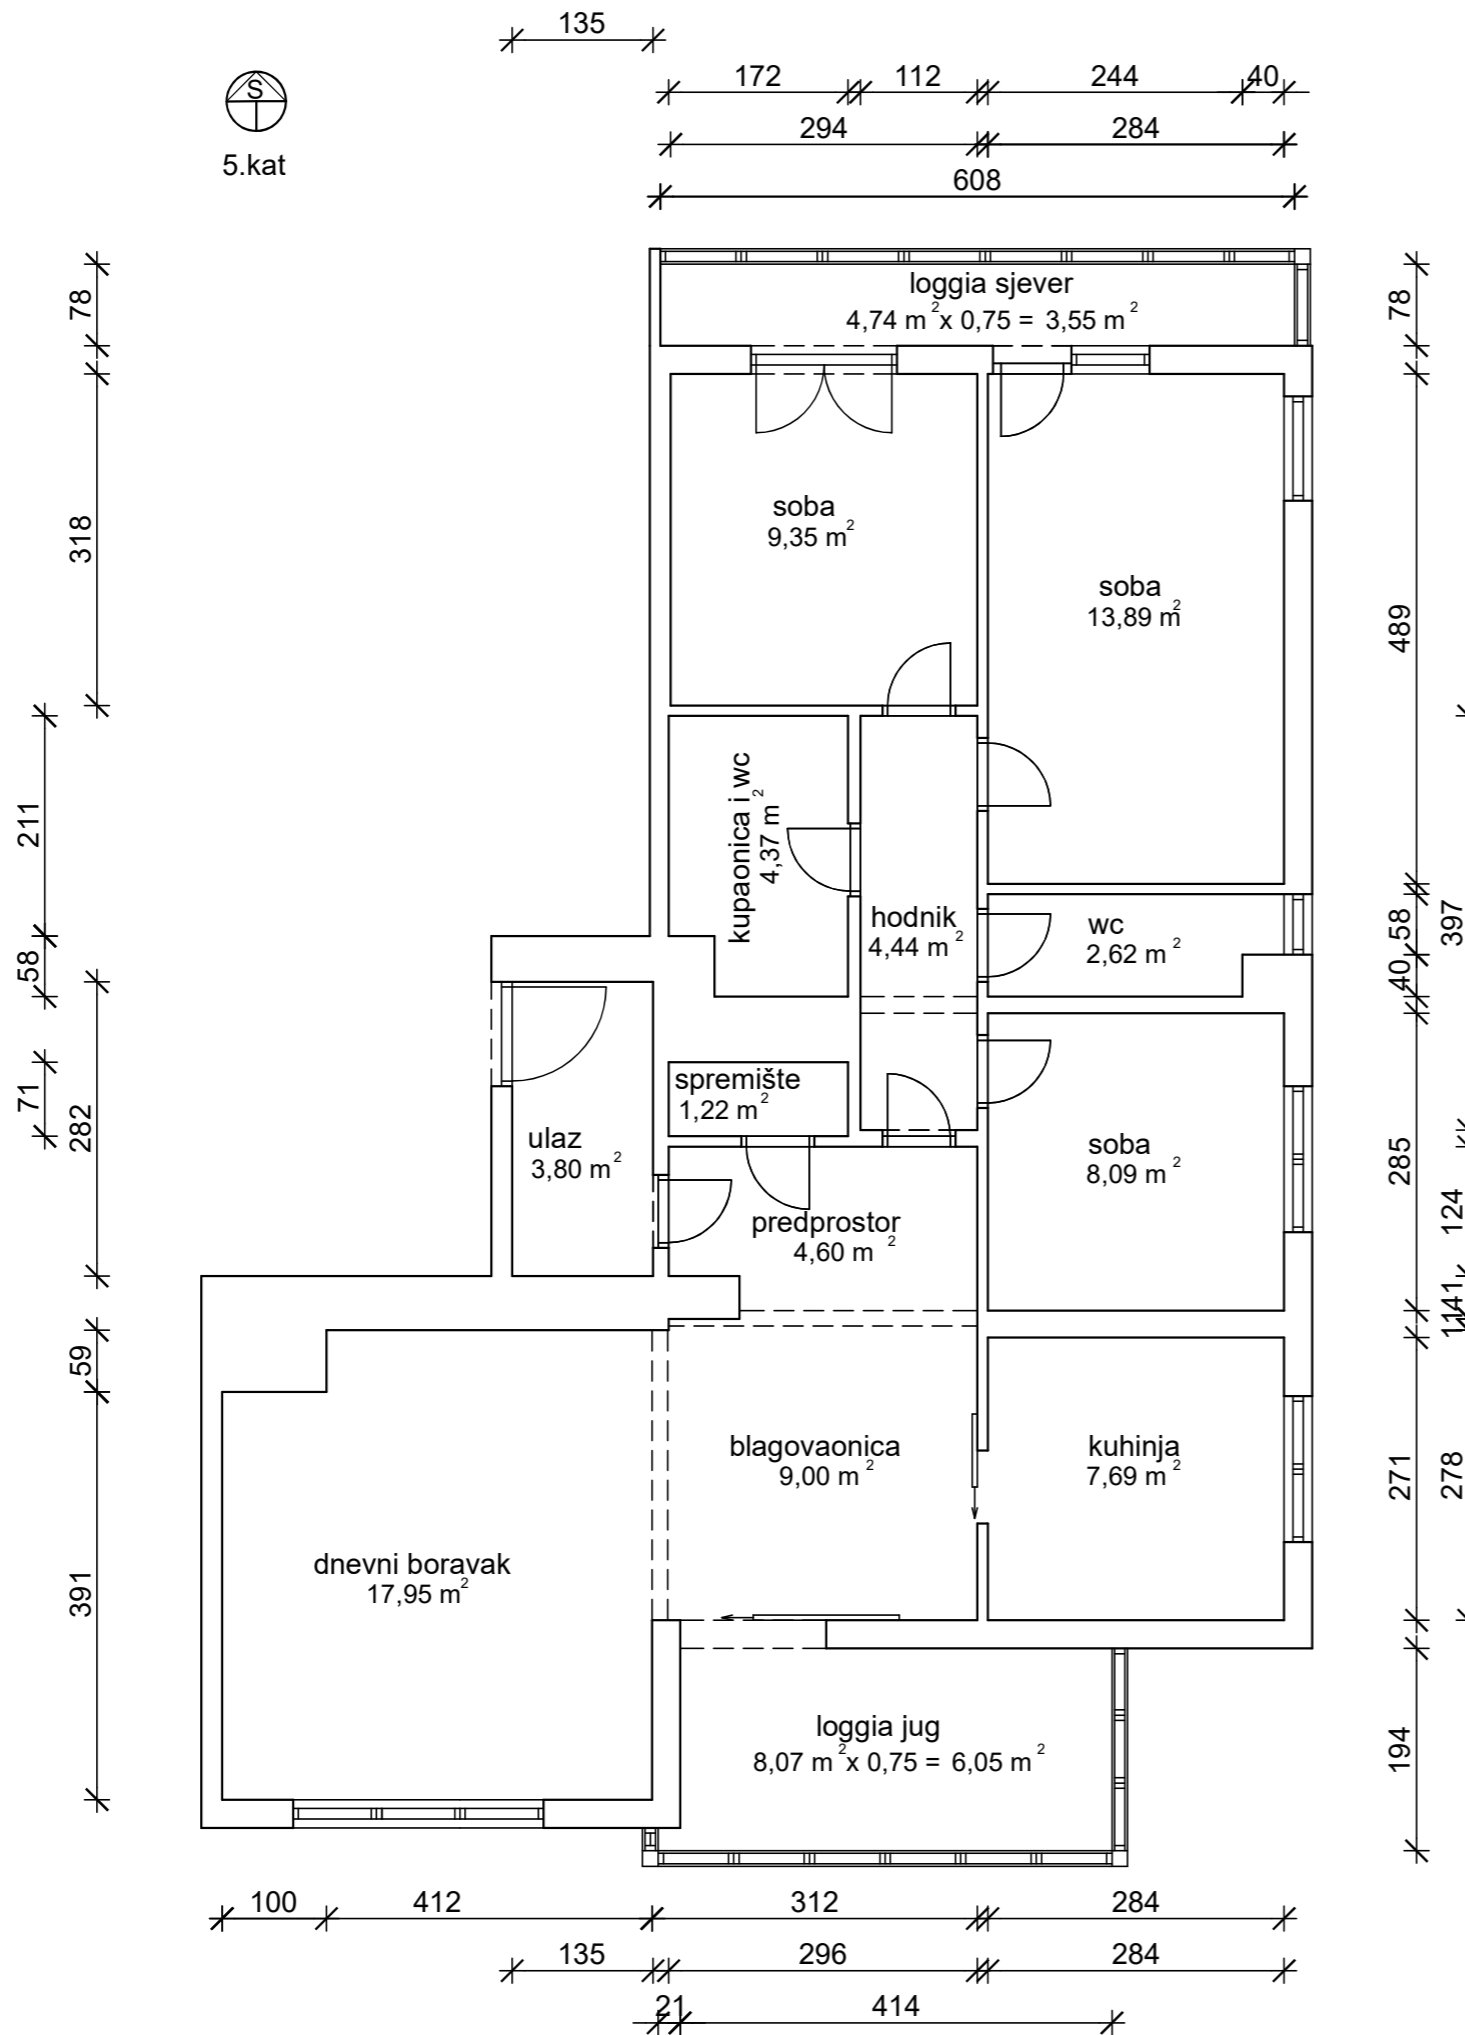 135
172 112 244 40
S
294 284
5.kat
608
78
loggia sjever
4,74 m² x 0,75 = 3,55 m²
78
318
soba
9,35 m²
soba
13,89 m²
489
211
kupaonica i wc
4,37 m²
hodnik
4,44 m²
wc
2,62 m²
58
397
58
40
71
282
spremište
1,22 m²
ulaz
3,80 m²
soba
8,09 m²
285
124
predprostor
4,60 m²
41
11
59
blagovaonica
9,00 m²
kuhinja
7,69 m²
271
278
dnevni boravak
17,95 m²
391
loggia jug
8,07 m² x 0,75 = 6,05 m²
194
100 412 312 284
135 296 284
21 414